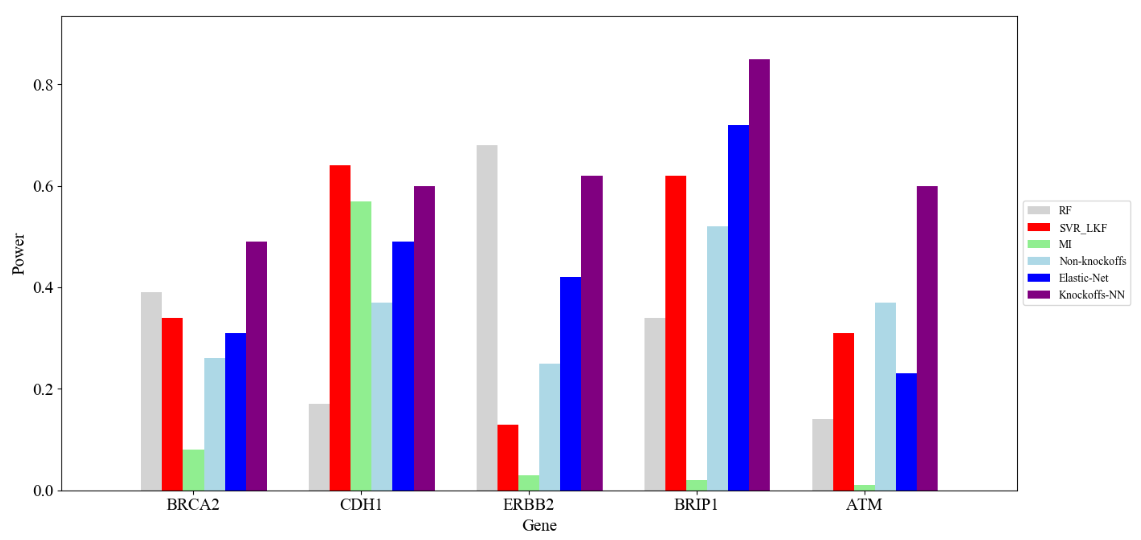 Power
0.8
0.6
0.4
0.2
0.0
BRCA2
CDH1
ERBB2
BRIP1
ATM
Gene
RF
SVR_LKF
MI
Non-knockoffs
Elastic-Net
Knockoffs-NN